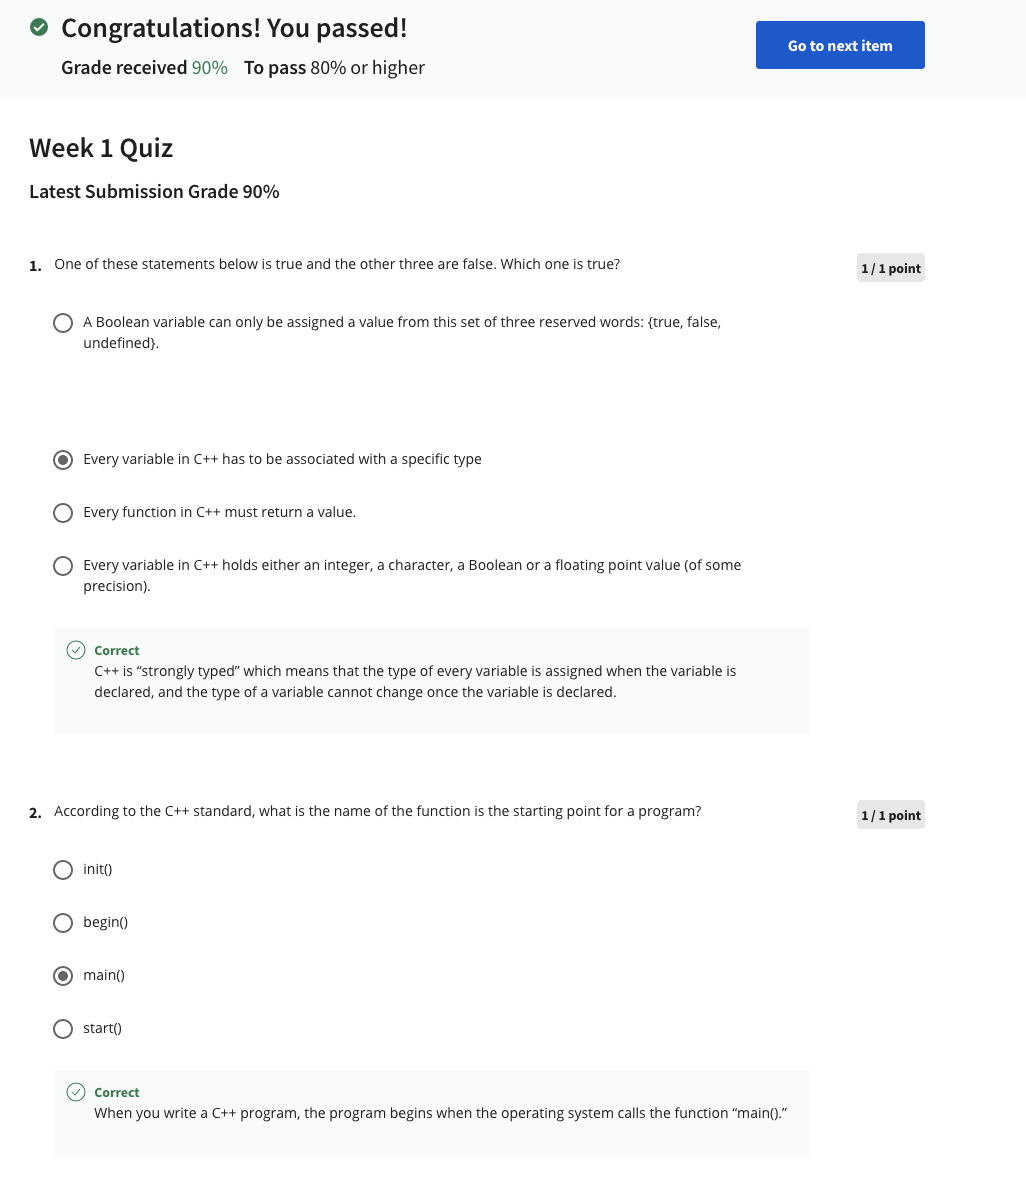 Congratulations! You passed!
Go to next item
Grade received 90% To pass 80% or higher
Week 1 Quiz
Latest Submission Grade 90%
1. One of these statements below is true and the other three are false. Which one is true?
1 / 1 point
A Boolean variable can only be assigned a value from this set of three reserved words: {true, false,
undefined}.
Every variable in C++ has to be associated with a specific type
Every function in C++ must return a value.
Every variable in C++ holds either an integer, a character, a Boolean or a floating point value (of some
precision).
Correct
C++ is “strongly typed” which means that the type of every variable is assigned when the variable is
declared, and the type of a variable cannot change once the variable is declared.
2. According to the C++ standard, what is the name of the function is the starting point for a program?
1 / 1 point
init()
begin()
main()
start()
Correct
When you write a C++ program, the program begins when the operating system calls the function “main().”